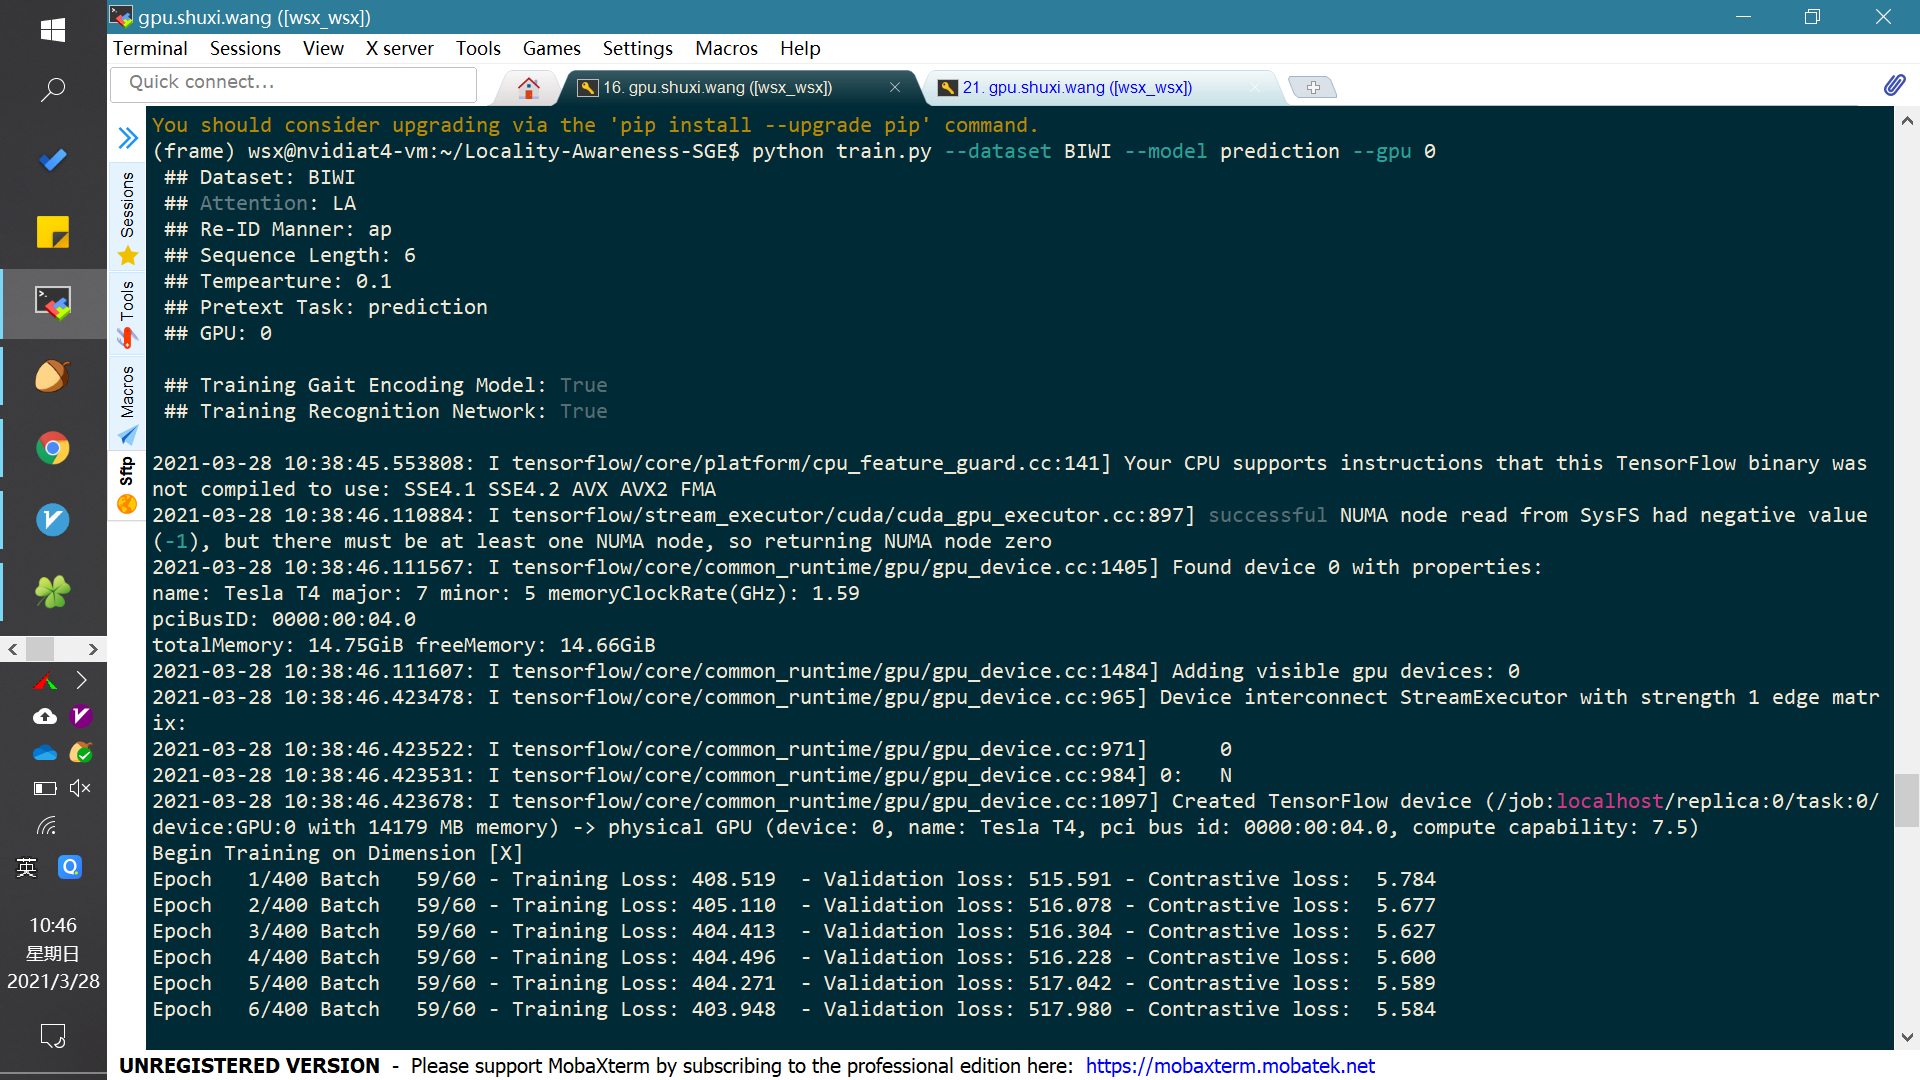 gpu.shuxi.wang ([wsx_wsx])
Terminal Sessions View X server Tools Games Settings Macros Help
Quick connect...
16. gpu.shuxi.wang ([wsx_wsx])
21. gpu.shuxi.wang ([wsx_wsx])
Sessions
Tools
Macros
Sftp
You should consider upgrading via the 'pip install --upgrade pip' command.
(frame) wsx@nvidiat4-vm:~/Locality-Awareness-SGE$ python train.py --dataset BIWI --model prediction --gpu 0
## Dataset: BIWI
## Attention: LA
## Re-ID Manner: ap
## Sequence Length: 6
## Tempearture: 0.1
## Pretext Task: prediction
## GPU: 0
## Training Gait Encoding Model: True
## Training Recognition Network: True
2021-03-28 10:38:45.553808: I tensorflow/core/platform/cpu_feature_guard.cc:141] Your CPU supports instructions that this TensorFlow binary was
not compiled to use: SSE4.1 SSE4.2 AVX AVX2 FMA
2021-03-28 10:38:46.110884: I tensorflow/stream_executor/cuda/cuda_gpu_executor.cc:897] successful NUMA node read from SysFS had negative value
(-1), but there must be at least one NUMA node, so returning NUMA node zero
2021-03-28 10:38:46.111567: I tensorflow/core/common_runtime/gpu/gpu_device.cc:1405] Found device 0 with properties:
name: Tesla T4 major: 7 minor: 5 memoryClockRate(GHz): 1.59
pciBusID: 0000:00:04.0
totalMemory: 14.75GiB freeMemory: 14.66GiB
2021-03-28 10:38:46.111607: I tensorflow/core/common_runtime/gpu/gpu_device.cc:1484] Adding visible gpu devices: 0
2021-03-28 10:38:46.423478: I tensorflow/core/common_runtime/gpu/gpu_device.cc:965] Device interconnect StreamExecutor with strength 1 edge matr
ix:
2021-03-28 10:38:46.423522: I tensorflow/core/common_runtime/gpu/gpu_device.cc:971]      0
2021-03-28 10:38:46.423531: I tensorflow/core/common_runtime/gpu/gpu_device.cc:984] 0:   N
2021-03-28 10:38:46.423678: I tensorflow/core/common_runtime/gpu/gpu_device.cc:1097] Created TensorFlow device (/job:localhost/replica:0/task:0/
device:GPU:0 with 14179 MB memory) -> physical GPU (device: 0, name: Tesla T4, pci bus id: 0000:00:04.0, compute capability: 7.5)
Begin Training on Dimension [X]
Epoch   1/400 Batch   59/60 - Training Loss: 408.519  - Validation loss: 515.591 - Contrastive loss:  5.784
Epoch   2/400 Batch   59/60 - Training Loss: 405.110  - Validation loss: 516.078 - Contrastive loss:  5.677
Epoch   3/400 Batch   59/60 - Training Loss: 404.413  - Validation loss: 516.304 - Contrastive loss:  5.627
Epoch   4/400 Batch   59/60 - Training Loss: 404.496  - Validation loss: 516.228 - Contrastive loss:  5.600
Epoch   5/400 Batch   59/60 - Training Loss: 404.271  - Validation loss: 517.042 - Contrastive loss:  5.589
Epoch   6/400 Batch   59/60 - Training Loss: 403.948  - Validation loss: 517.980 - Contrastive loss:  5.584
英
10:46
星期日
2021/3/28
UNREGISTERED VERSION - Please support MobaXterm by subscribing to the professional edition here: https://mobaxterm.mobatek.net